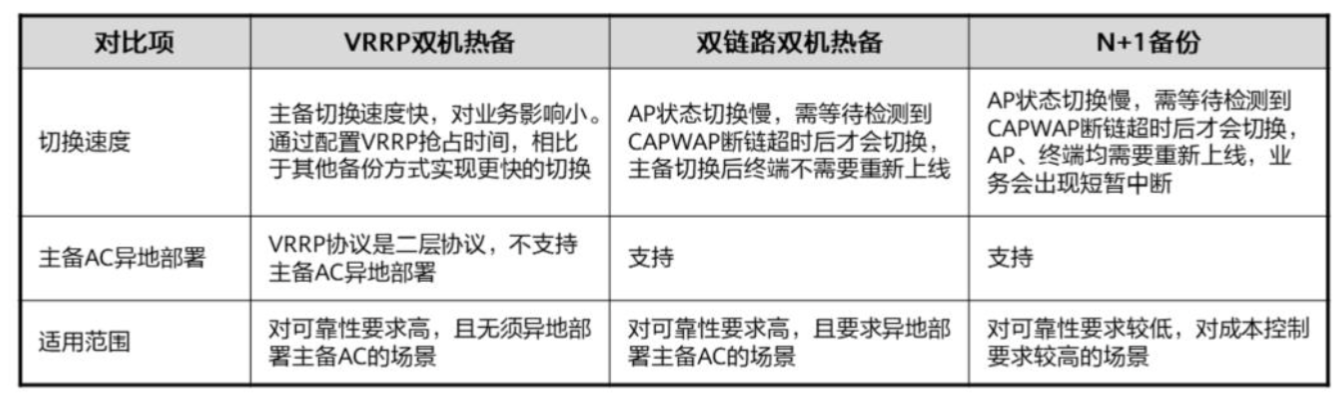 对比项
VRRP双机热备
双链路双机热备
N+1备份
切换速度
主备切换速度快，对业务影响小。
通过配置VRRP抢占时间，相比
于其他备份方式实现更快的切换
AP状态切换慢，需等待检测到
CAPWAP断链超时后才会切换，
主备切换后终端不需要重新上线
AP状态切换慢，需等待检测到
CAPWAP断链超时后才会切换，
AP、终端均需要重新上线，业
务会出现短暂中断
主备AC异地部署
VRRP协议是二层协议，不支持
主备AC异地部署
支持
支持
适用范围
对可靠性要求高，且无须异地部
署主备AC的场景
对可靠性要求高，且要求异地部
署主备AC的场景
对可靠性要求较低，对成本控制
要求较高的场景